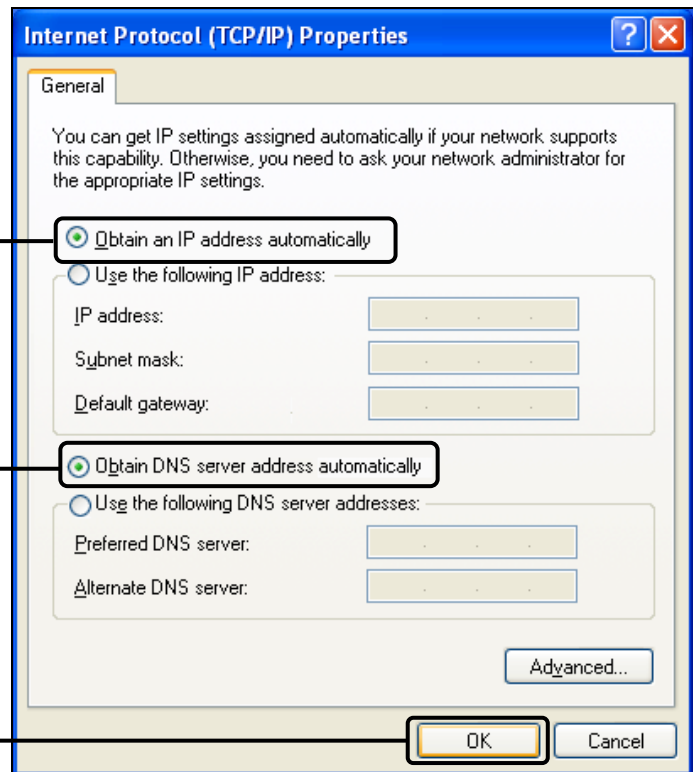 Internet Protocol (TCP/IP) Properties
General
You can get IP settings assigned automatically if your network supports
this capability. Otherwise, you need to ask your network administrator for
the appropriate IP settings.
Obtain an IP address automatically
Use the following IP address:
IP address:
Subnet mask:
Default gateway:
Obtain DNS server address automatically
Use the following DNS server addresses:
Preferred DNS server:
Alternate DNS server:
Advanced...
OK Cancel